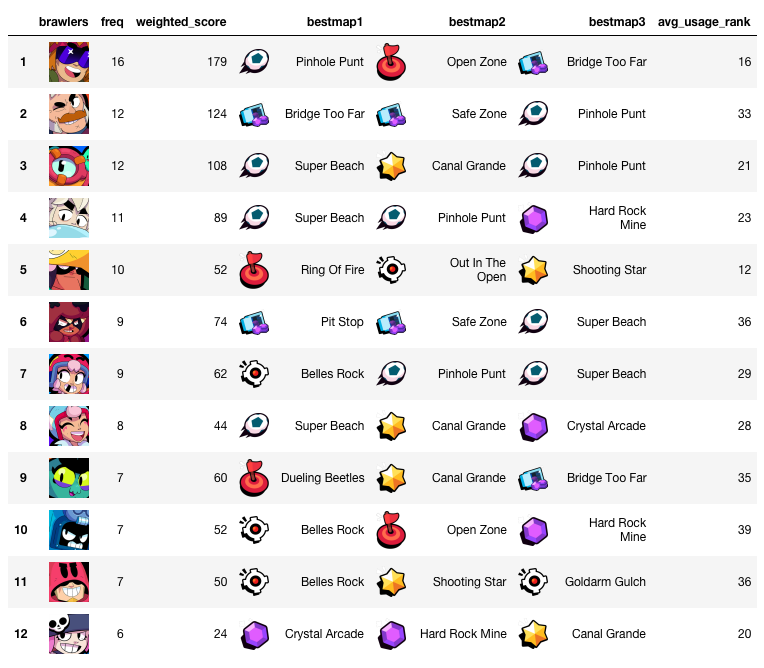 brawlers freq weighted_score bestmap1 bestmap2 bestmap3 avg_usage_rank
1 16 179 Pinhole Punt Open Zone Bridge Too Far 16
2 12 124 Bridge Too Far Safe Zone Pinhole Punt 33
3 12 108 Super Beach Canal Grande Pinhole Punt 21
4 11 89 Super Beach Pinhole Punt Hard Rock Mine 23
5 10 52 Ring Of Fire Out In The Open Shooting Star 12
6 9 74 Pit Stop Safe Zone Super Beach 36
7 9 62 Belles Rock Pinhole Punt Super Beach 29
8 8 44 Super Beach Canal Grande Crystal Arcade 28
9 7 60 Dueling Beetles Canal Grande Bridge Too Far 35
10 7 52 Belles Rock Open Zone Hard Rock Mine 39
11 7 50 Belles Rock Shooting Star Goldarm Gulch 36
12 6 24 Crystal Arcade Hard Rock Mine Canal Grande 20